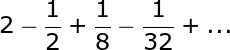 2 - 1/2 + 1/8 - 1/32 + ...